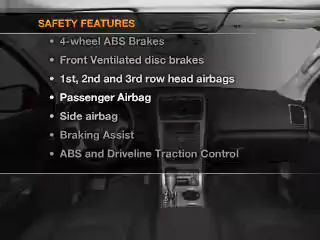 SAFETY FEATURES
• 4-wheel ABS Brakes
• Front Ventilated disc brakes
• 1st, 2nd and 3rd row head airbags
• Passenger Airbag
• Side airbag
• Braking Assist
• ABS and Driveline Traction Control